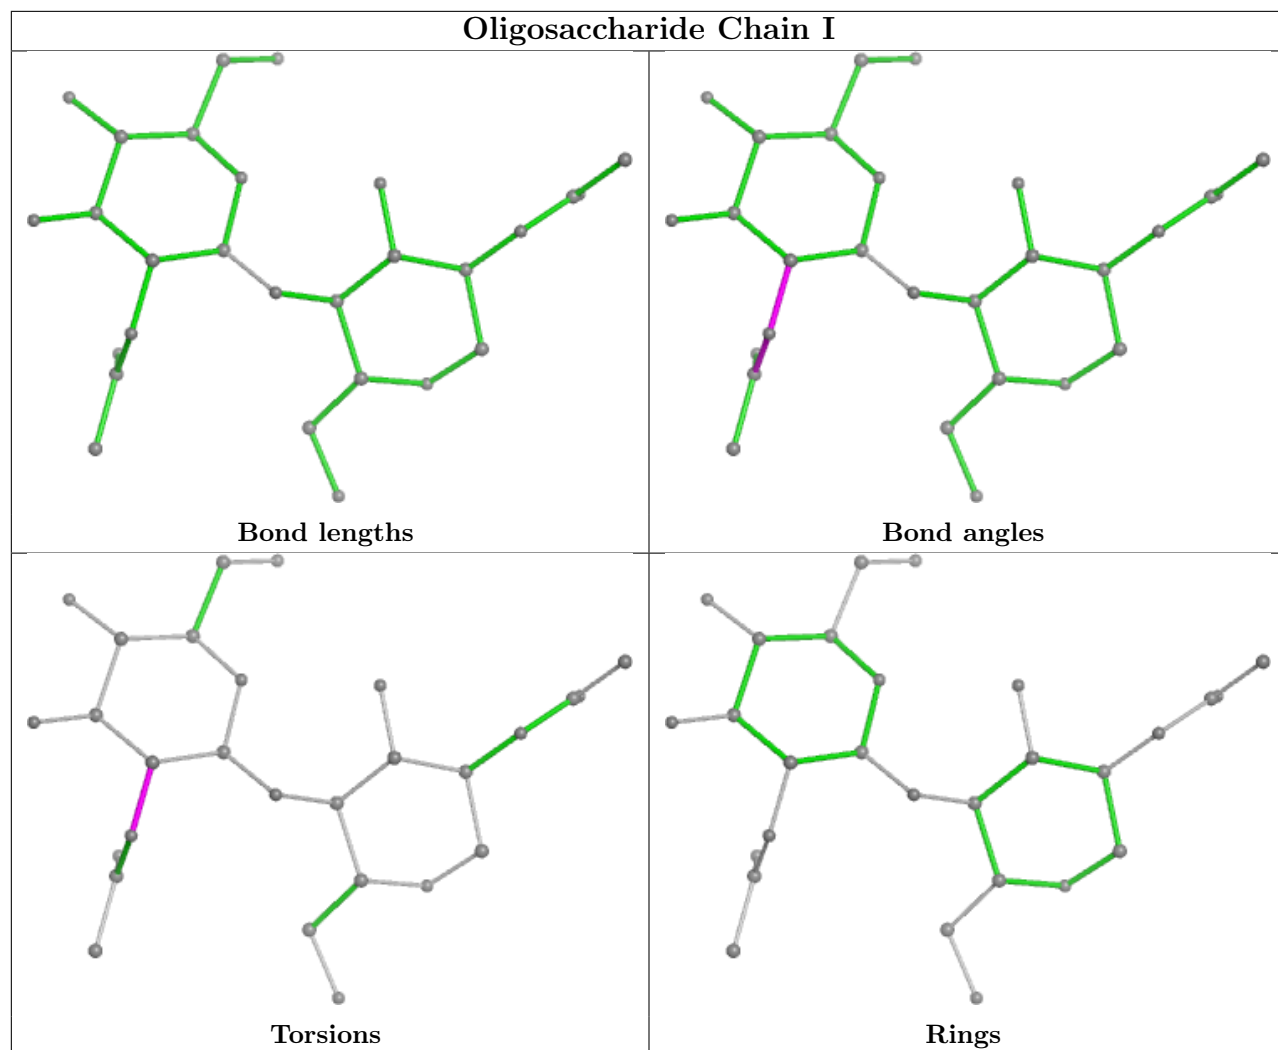 Oligosaccharide Chain I
Bond lengths
Bond angles
Torsions
Rings